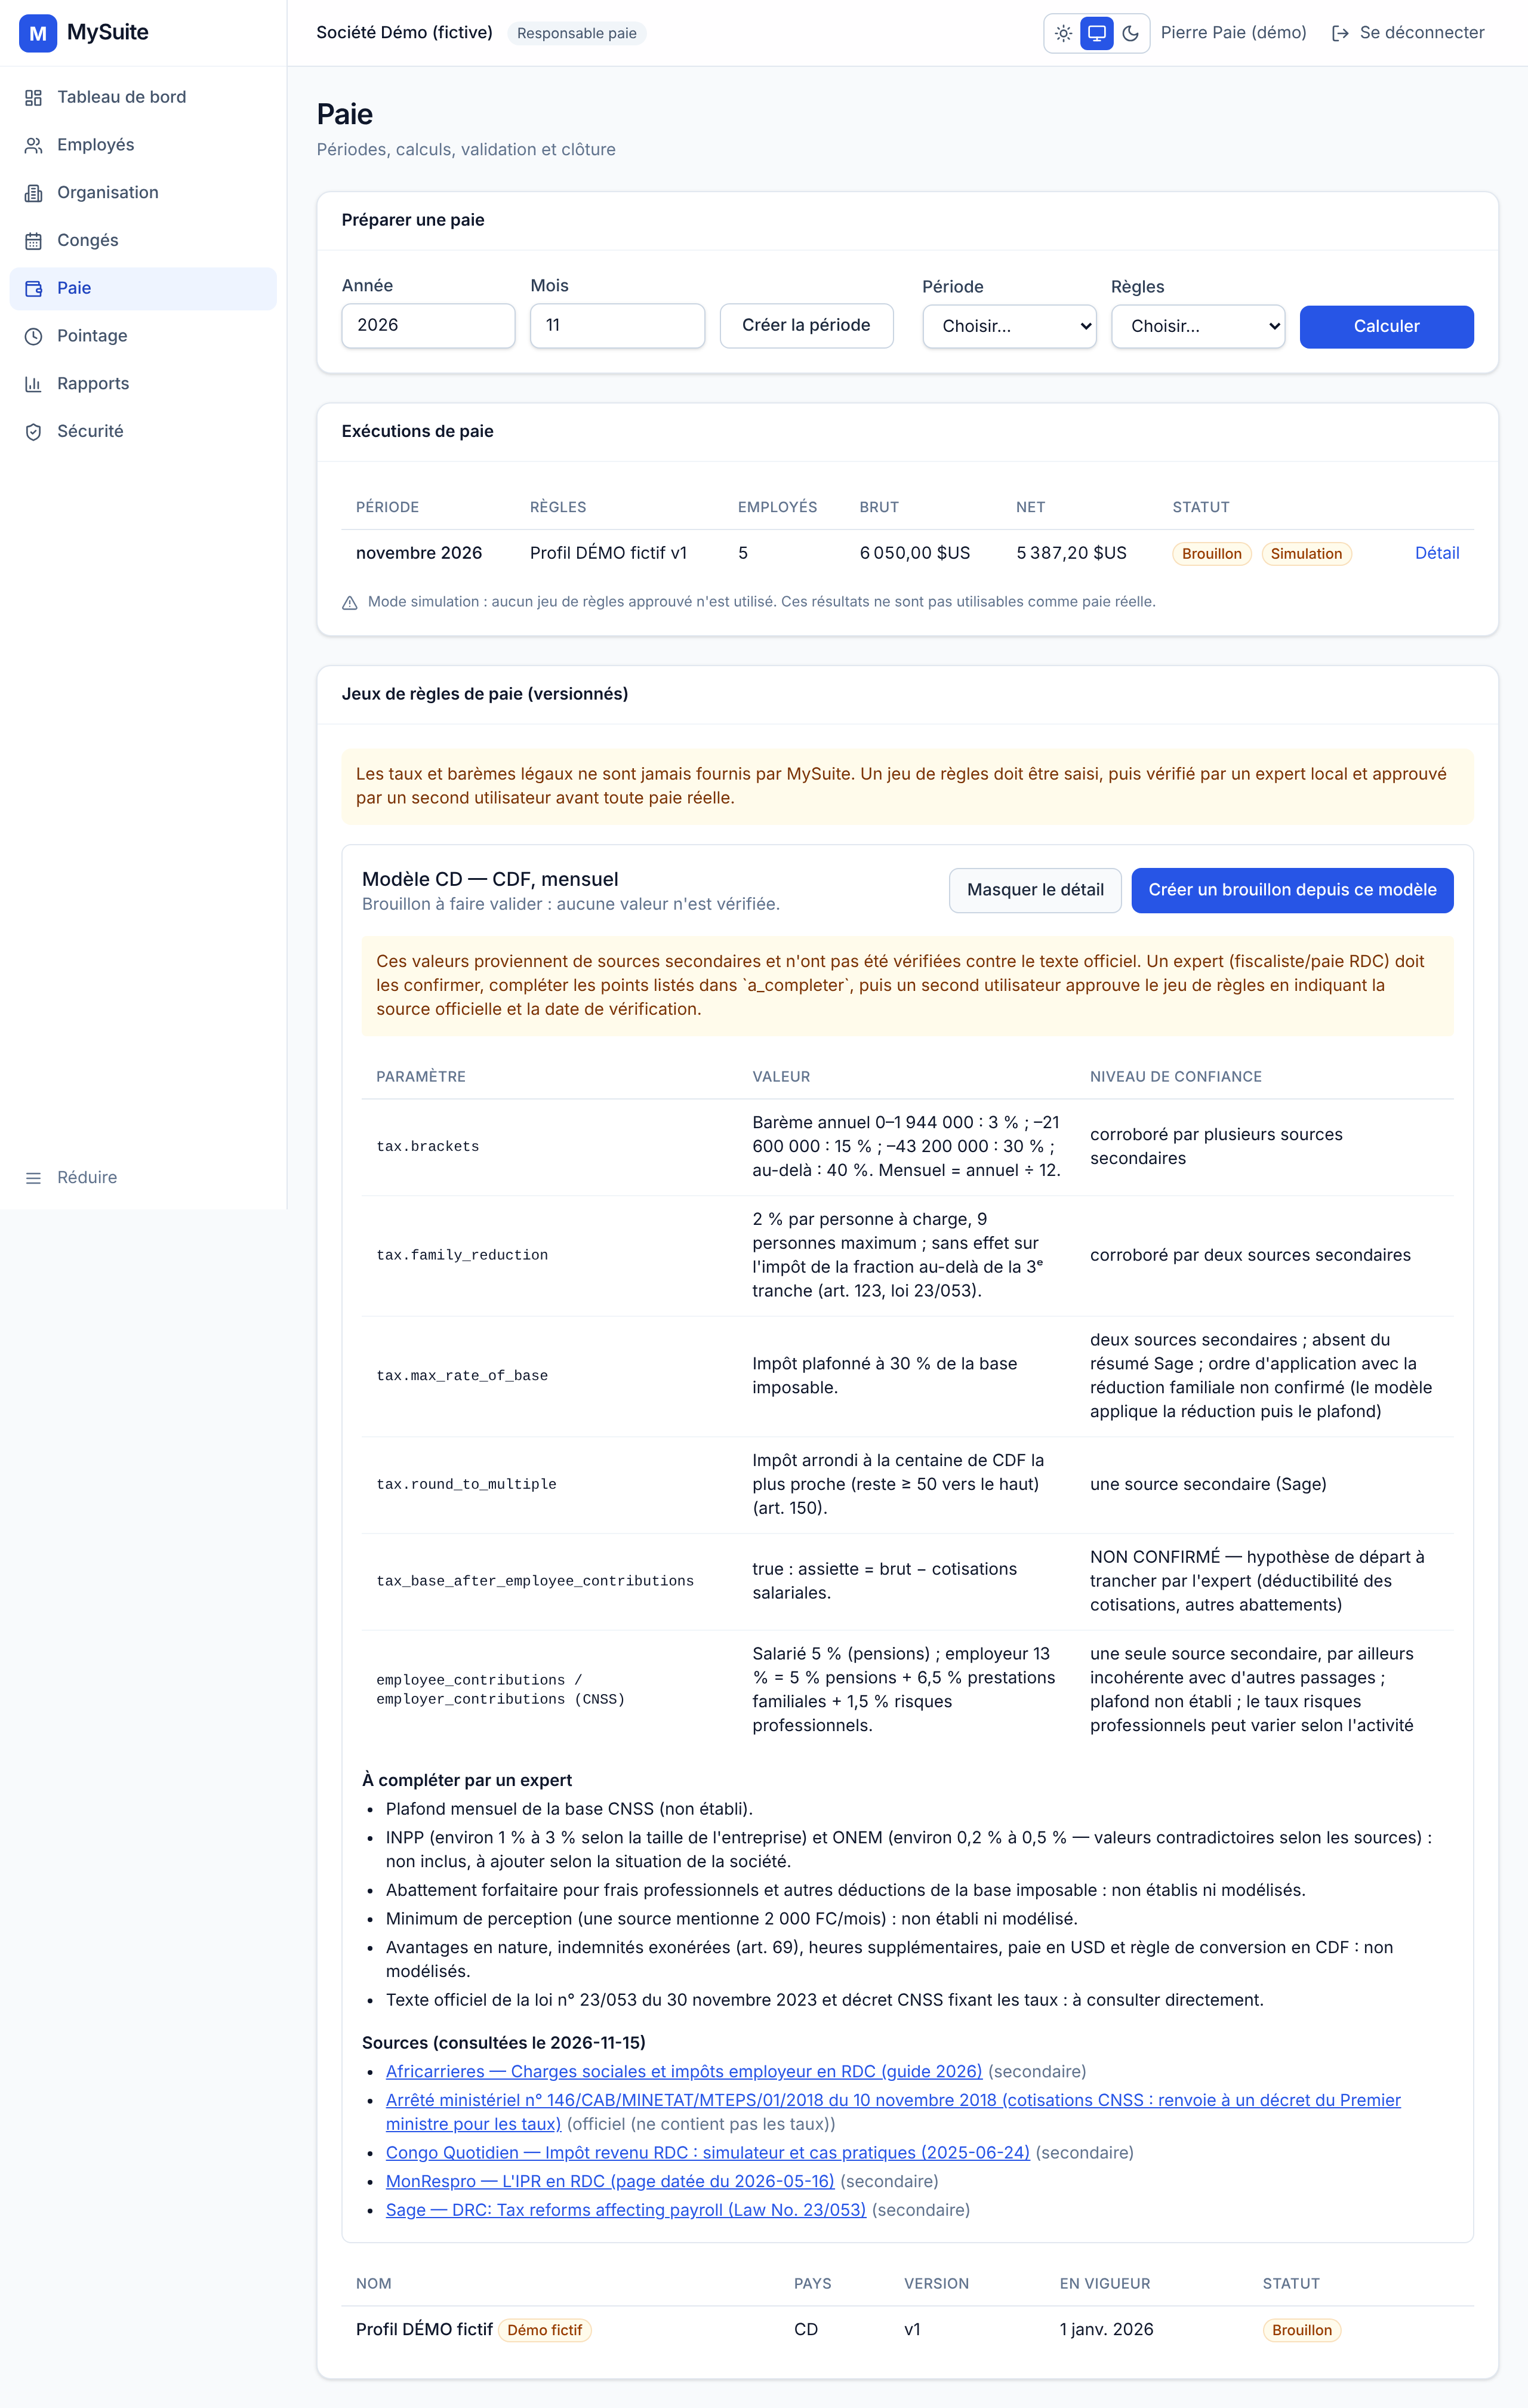 M MySuite
Société Démo (fictive) Responsable paie Pierre Paie (démo) Se déconnecter
Tableau de bord
Employés
Organisation
Congés
Paie
Pointage
Rapports
Sécurité
Réduire
Paie
Périodes, calculs, validation et clôture
Préparer une paie
Année Mois Période Règles
2026 11 Créer la période Choisir... Choisir... Calculer
Exécutions de paie
PÉRIODE RÈGLES EMPLOYÉS BRUT NET STATUT
novembre 2026 Profil DÉMO fictif v1 5 6 050,00 $US 5 387,20 $US Brouillon Simulation Détail
Mode simulation : aucun jeu de règles approuvé n'est utilisé. Ces résultats ne sont pas utilisables comme paie réelle.
Jeux de règles de paie (versionnés)
Les taux et barèmes légaux ne sont jamais fournis par MySuite. Un jeu de règles doit être saisi, puis vérifié par un expert local et approuvé
par un second utilisateur avant toute paie réelle.
Modèle CD — CDF, mensuel
Brouillon à faire valider : aucune valeur n'est vérifiée.
Masquer le détail Créer un brouillon depuis ce modèle
Ces valeurs proviennent de sources secondaires et n'ont pas été vérifiées contre le texte officiel. Un expert (fiscaliste/paie RDC) doit
les confirmer, compléter les points listés dans `a_completer`, puis un second utilisateur approuve le jeu de règles en indiquant la
source officielle et la date de vérification.
PARAMÈTRE VALEUR NIVEAU DE CONFIANCE
tax.brackets
Barème annuel 0–1 944 000 : 3 % ; –21
600 000 : 15 % ; –43 200 000 : 30 % ;
au-delà : 40 %. Mensuel = annuel ÷ 12.
corroboré par plusieurs sources
secondaires
tax.family_reduction
2 % par personne à charge, 9
personnes maximum ; sans effet sur
l'impôt de la fraction au-delà de la 3ᵉ
tranche (art. 123, loi 23/053).
corroboré par deux sources secondaires
tax.max_rate_of_base
Impôt plafonné à 30 % de la base
imposable.
deux sources secondaires ; absent du
résumé Sage ; ordre d'application avec la
réduction familiale non confirmé (le modèle
applique la réduction puis le plafond)
tax.round_to_multiple
Impôt arrondi à la centaine de CDF la
plus proche (reste ≥ 50 vers le haut)
(art. 150).
une source secondaire (Sage)
tax_base_after_employee_contributions
true : assiette = brut − cotisations
salariales.
NON CONFIRMÉ — hypothèse de départ à
trancher par l'expert (déductibilité des
cotisations, autres abattements)
employee_contributions /
employer_contributions (CNSS)
Salarié 5 % (pensions) ; employeur 13
% = 5 % pensions + 6,5 % prestations
familiales + 1,5 % risques
professionnels.
une seule source secondaire, par ailleurs
incohérente avec d'autres passages ;
plafond non établi ; le taux risques
professionnels peut varier selon l'activité
À compléter par un expert
• Plafond mensuel de la base CNSS (non établi).
• INPP (environ 1 % à 3 % selon la taille de l'entreprise) et ONEM (environ 0,2 % à 0,5 % — valeurs contradictoires selon les sources) :
non inclus, à ajouter selon la situation de la société.
• Abattement forfaitaire pour frais professionnels et autres déductions de la base imposable : non établis ni modélisés.
• Minimum de perception (une source mentionne 2 000 FC/mois) : non établi ni modélisé.
• Avantages en nature, indemnités exonérées (art. 69), heures supplémentaires, paie en USD et règle de conversion en CDF : non
modélisés.
• Texte officiel de la loi n° 23/053 du 30 novembre 2023 et décret CNSS fixant les taux : à consulter directement.
Sources (consultées le 2026-11-15)
• Africarrieres — Charges sociales et impôts employeur en RDC (guide 2026) (secondaire)
• Arrêté ministériel n° 146/CAB/MINETAT/MTEPS/01/2018 du 10 novembre 2018 (cotisations CNSS : renvoie à un décret du Premier
ministre pour les taux) (officiel (ne contient pas les taux))
• Congo Quotidien — Impôt revenu RDC : simulateur et cas pratiques (2025-06-24) (secondaire)
• MonRespro — L'IPR en RDC (page datée du 2026-05-16) (secondaire)
• Sage — DRC: Tax reforms affecting payroll (Law No. 23/053) (secondaire)
NOM PAYS VERSION EN VIGUEUR STATUT
Profil DÉMO fictif Démo fictif CD v1 1 janv. 2026 Brouillon